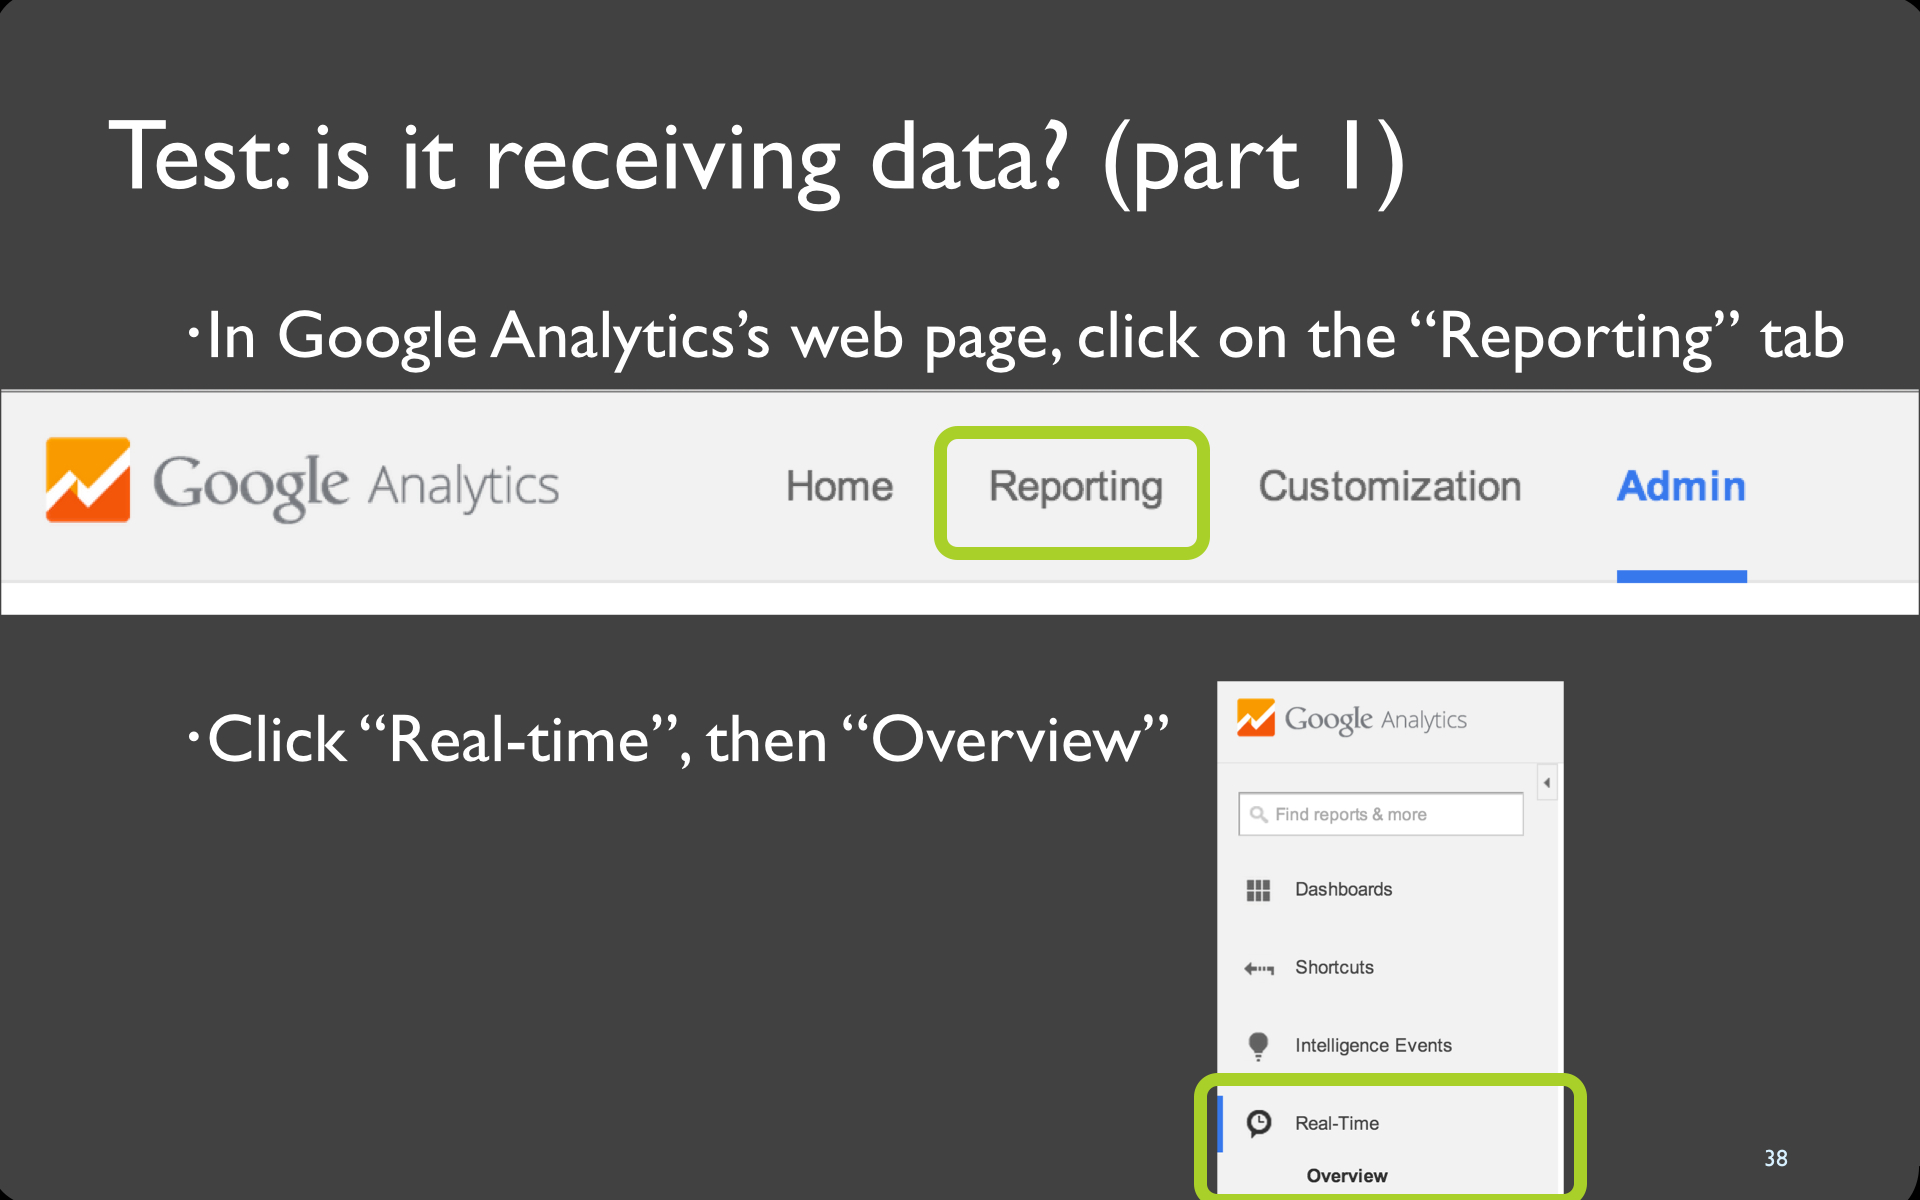 Test: is it receiving data? (part 1)
•In Google Analytics’s web page, click on the “Reporting” tab
Google Analytics Home Reporting Customization Admin
•Click “Real-time”, then “Overview”
Google Analytics
Find reports & more
Dashboards
Shortcuts
Intelligence Events
Real-Time
Overview
38